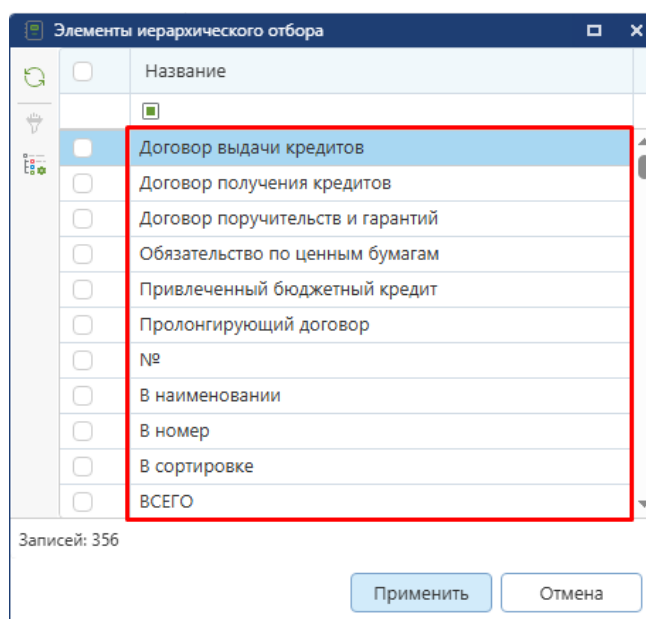 Элементы иерархического отбора
Название
Договор выдачи кредитов
Договор получения кредитов
Договор поручительств и гарантий
Обязательство по ценным бумагам
Привлеченный бюджетный кредит
Пролонгирующий договор
№
В наименовании
В номер
В сортировке
ВСЕГО
Записей: 356
Применить Отмена